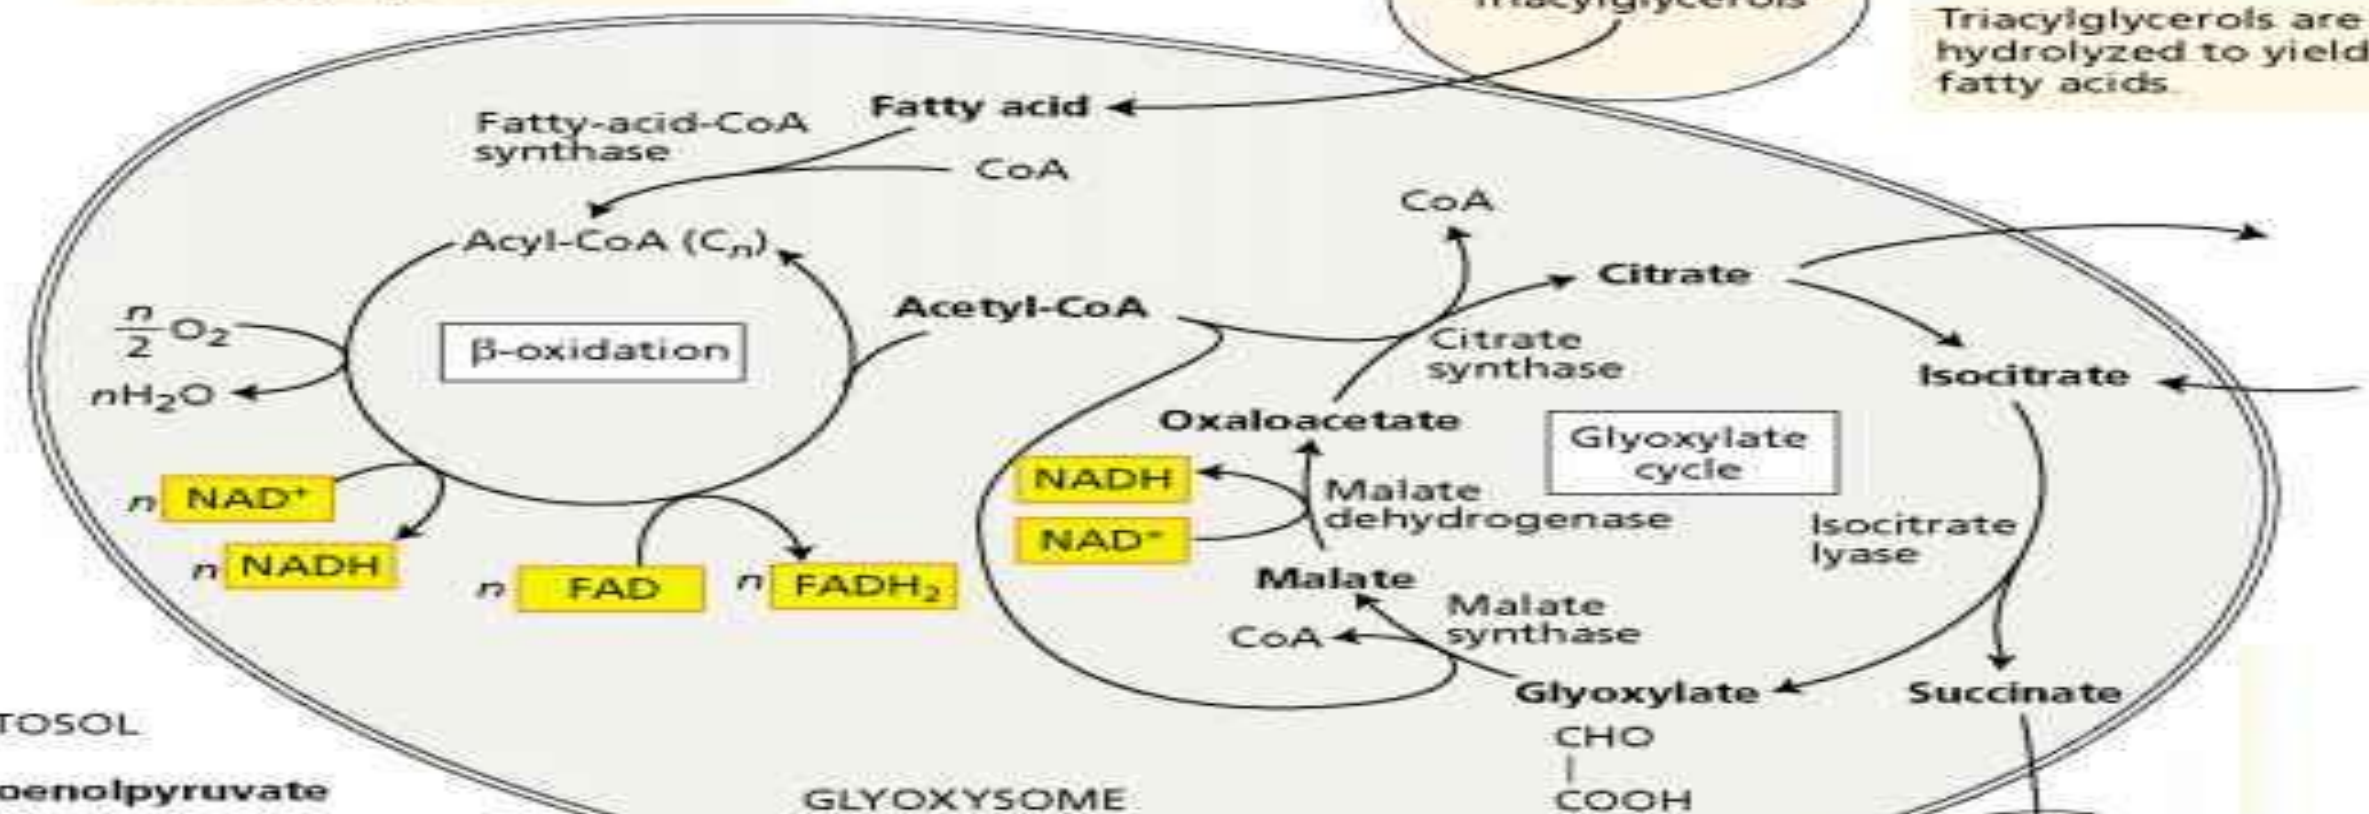 Triacylglycerols
Triacylglycerols are
hydrolyzed to yield
fatty acids.
Fatty acid
Fatty-acid-CoA
synthase
CoA
Acyl-CoA (Cn)
CoA
Citrate
Acetyl-CoA
n/2 O2
β-oxidation
nH2O
Citrate
synthase
Isocitrate
Oxaloacetate
Glyoxylate
cycle
n NAD+
NADH
NAD+
Malate
dehydrogenase
Isocitrate
lyase
n NADH
n FAD
n FADH2
Malate
Malate
synthase
CoA
Glyoxylate
Succinate
CHO
COOH
TOSOL
oenolpyruvate
GLYOXYSOME